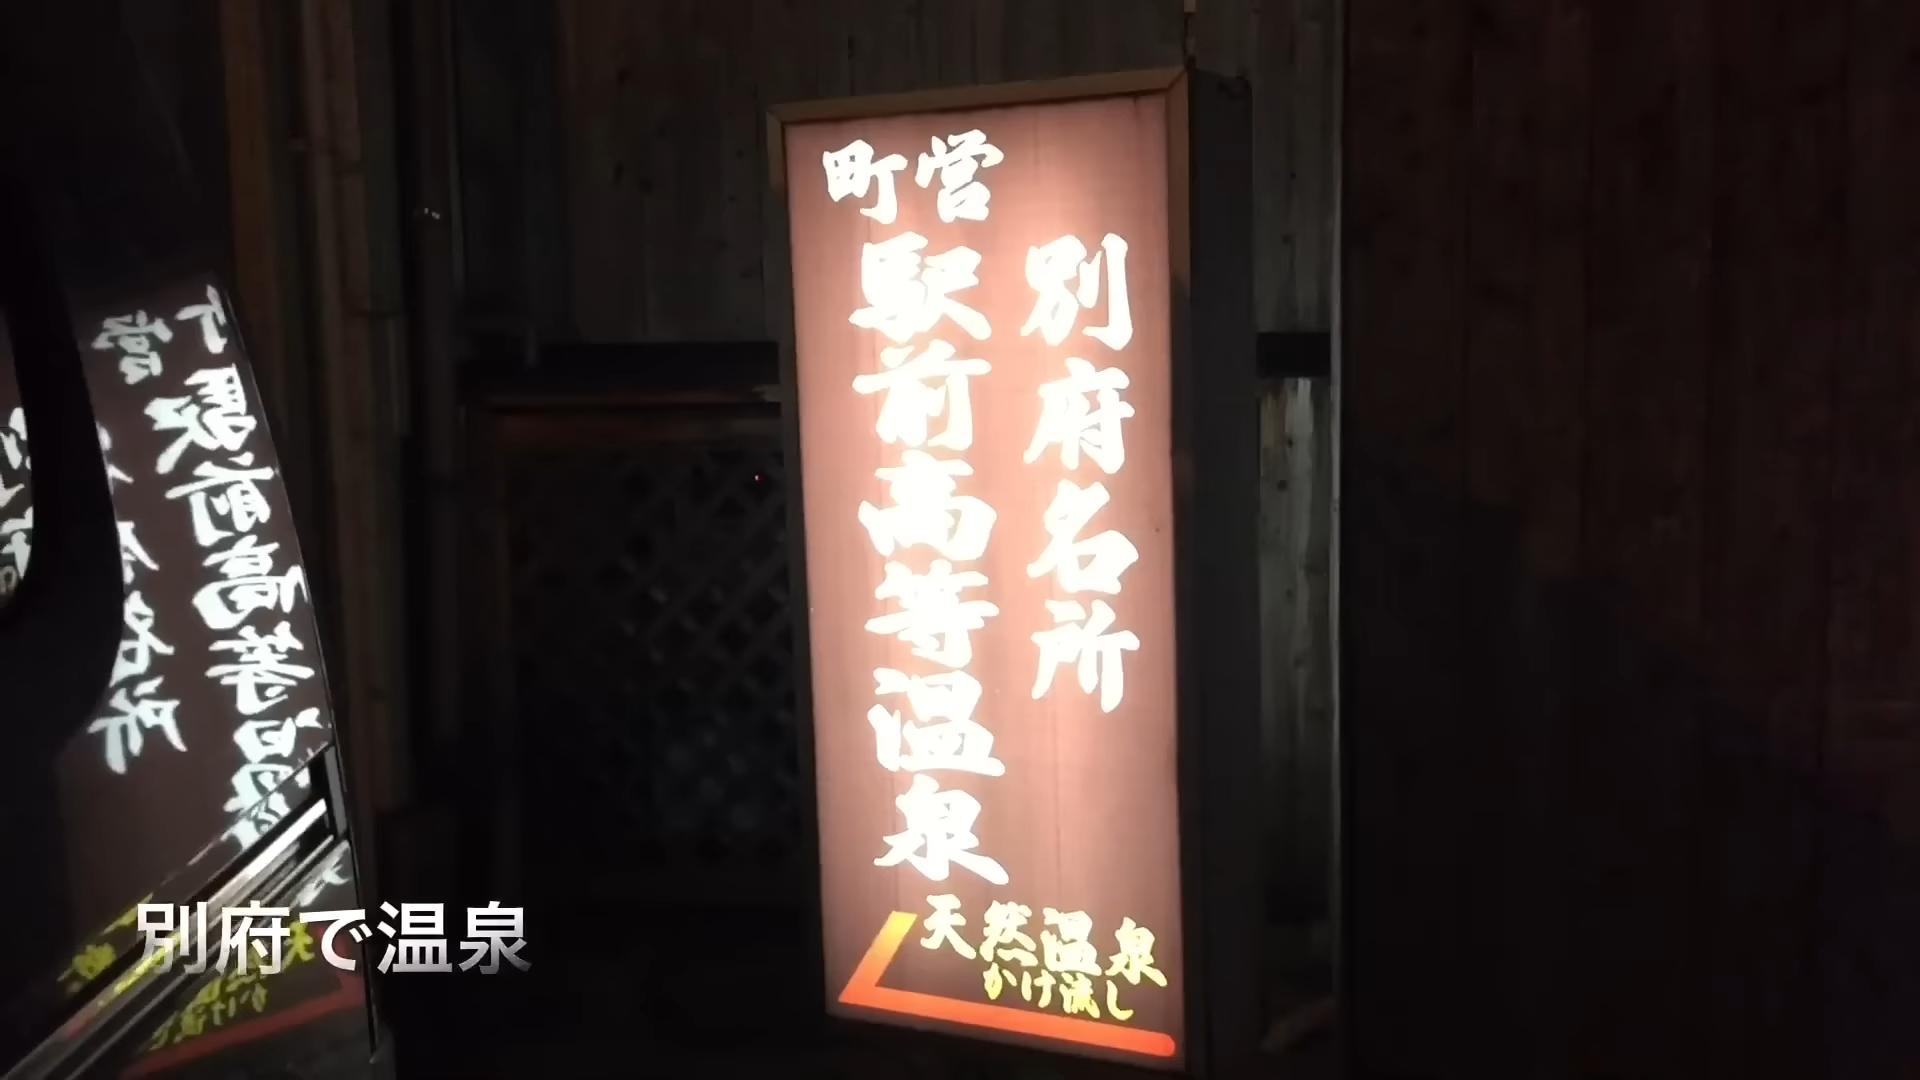 町営
別府名所
駅前高等温泉
天然温泉
かけ流し
別府で温泉